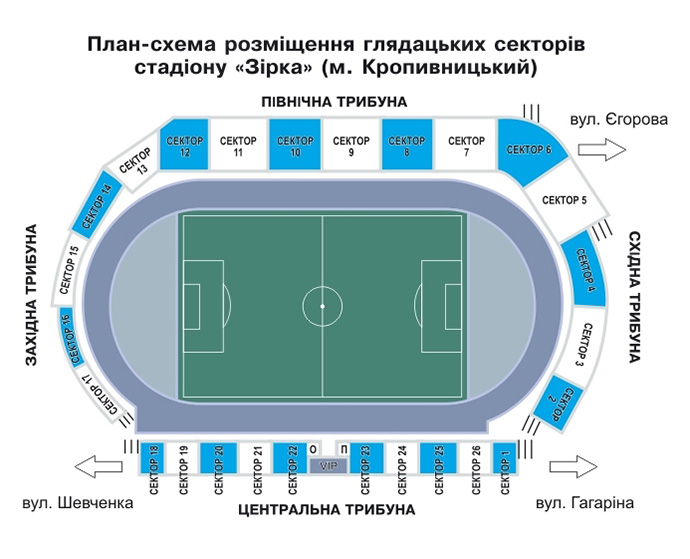 План-схема розміщення глядацьких секторів
стадіону «Зірка» (м. Кропивницький)
ПІВНІЧНА ТРИБУНА
вул. Єгорова
СЕКТОР 12
СЕКТОР 11
СЕКТОР 10
СЕКТОР 9
СЕКТОР 8
СЕКТОР 7
СЕКТОР 6
СЕКТОР 13
СЕКТОР 14
СЕКТОР 15
СЕКТОР 16
СЕКТОР 17
ЗАХІДНА ТРИБУНА
СЕКТОР 5
СЕКТОР 4
СЕКТОР 3
СЕКТОР 2
СХІДНА ТРИБУНА
СЕКТОР 18
СЕКТОР 19
СЕКТОР 20
СЕКТОР 21
СЕКТОР 22
О
VIP
П
СЕКТОР 23
СЕКТОР 24
СЕКТОР 25
СЕКТОР 26
СЕКТОР 1
вул. Шевченка
ЦЕНТРАЛЬНА ТРИБУНА
вул. Гагаріна